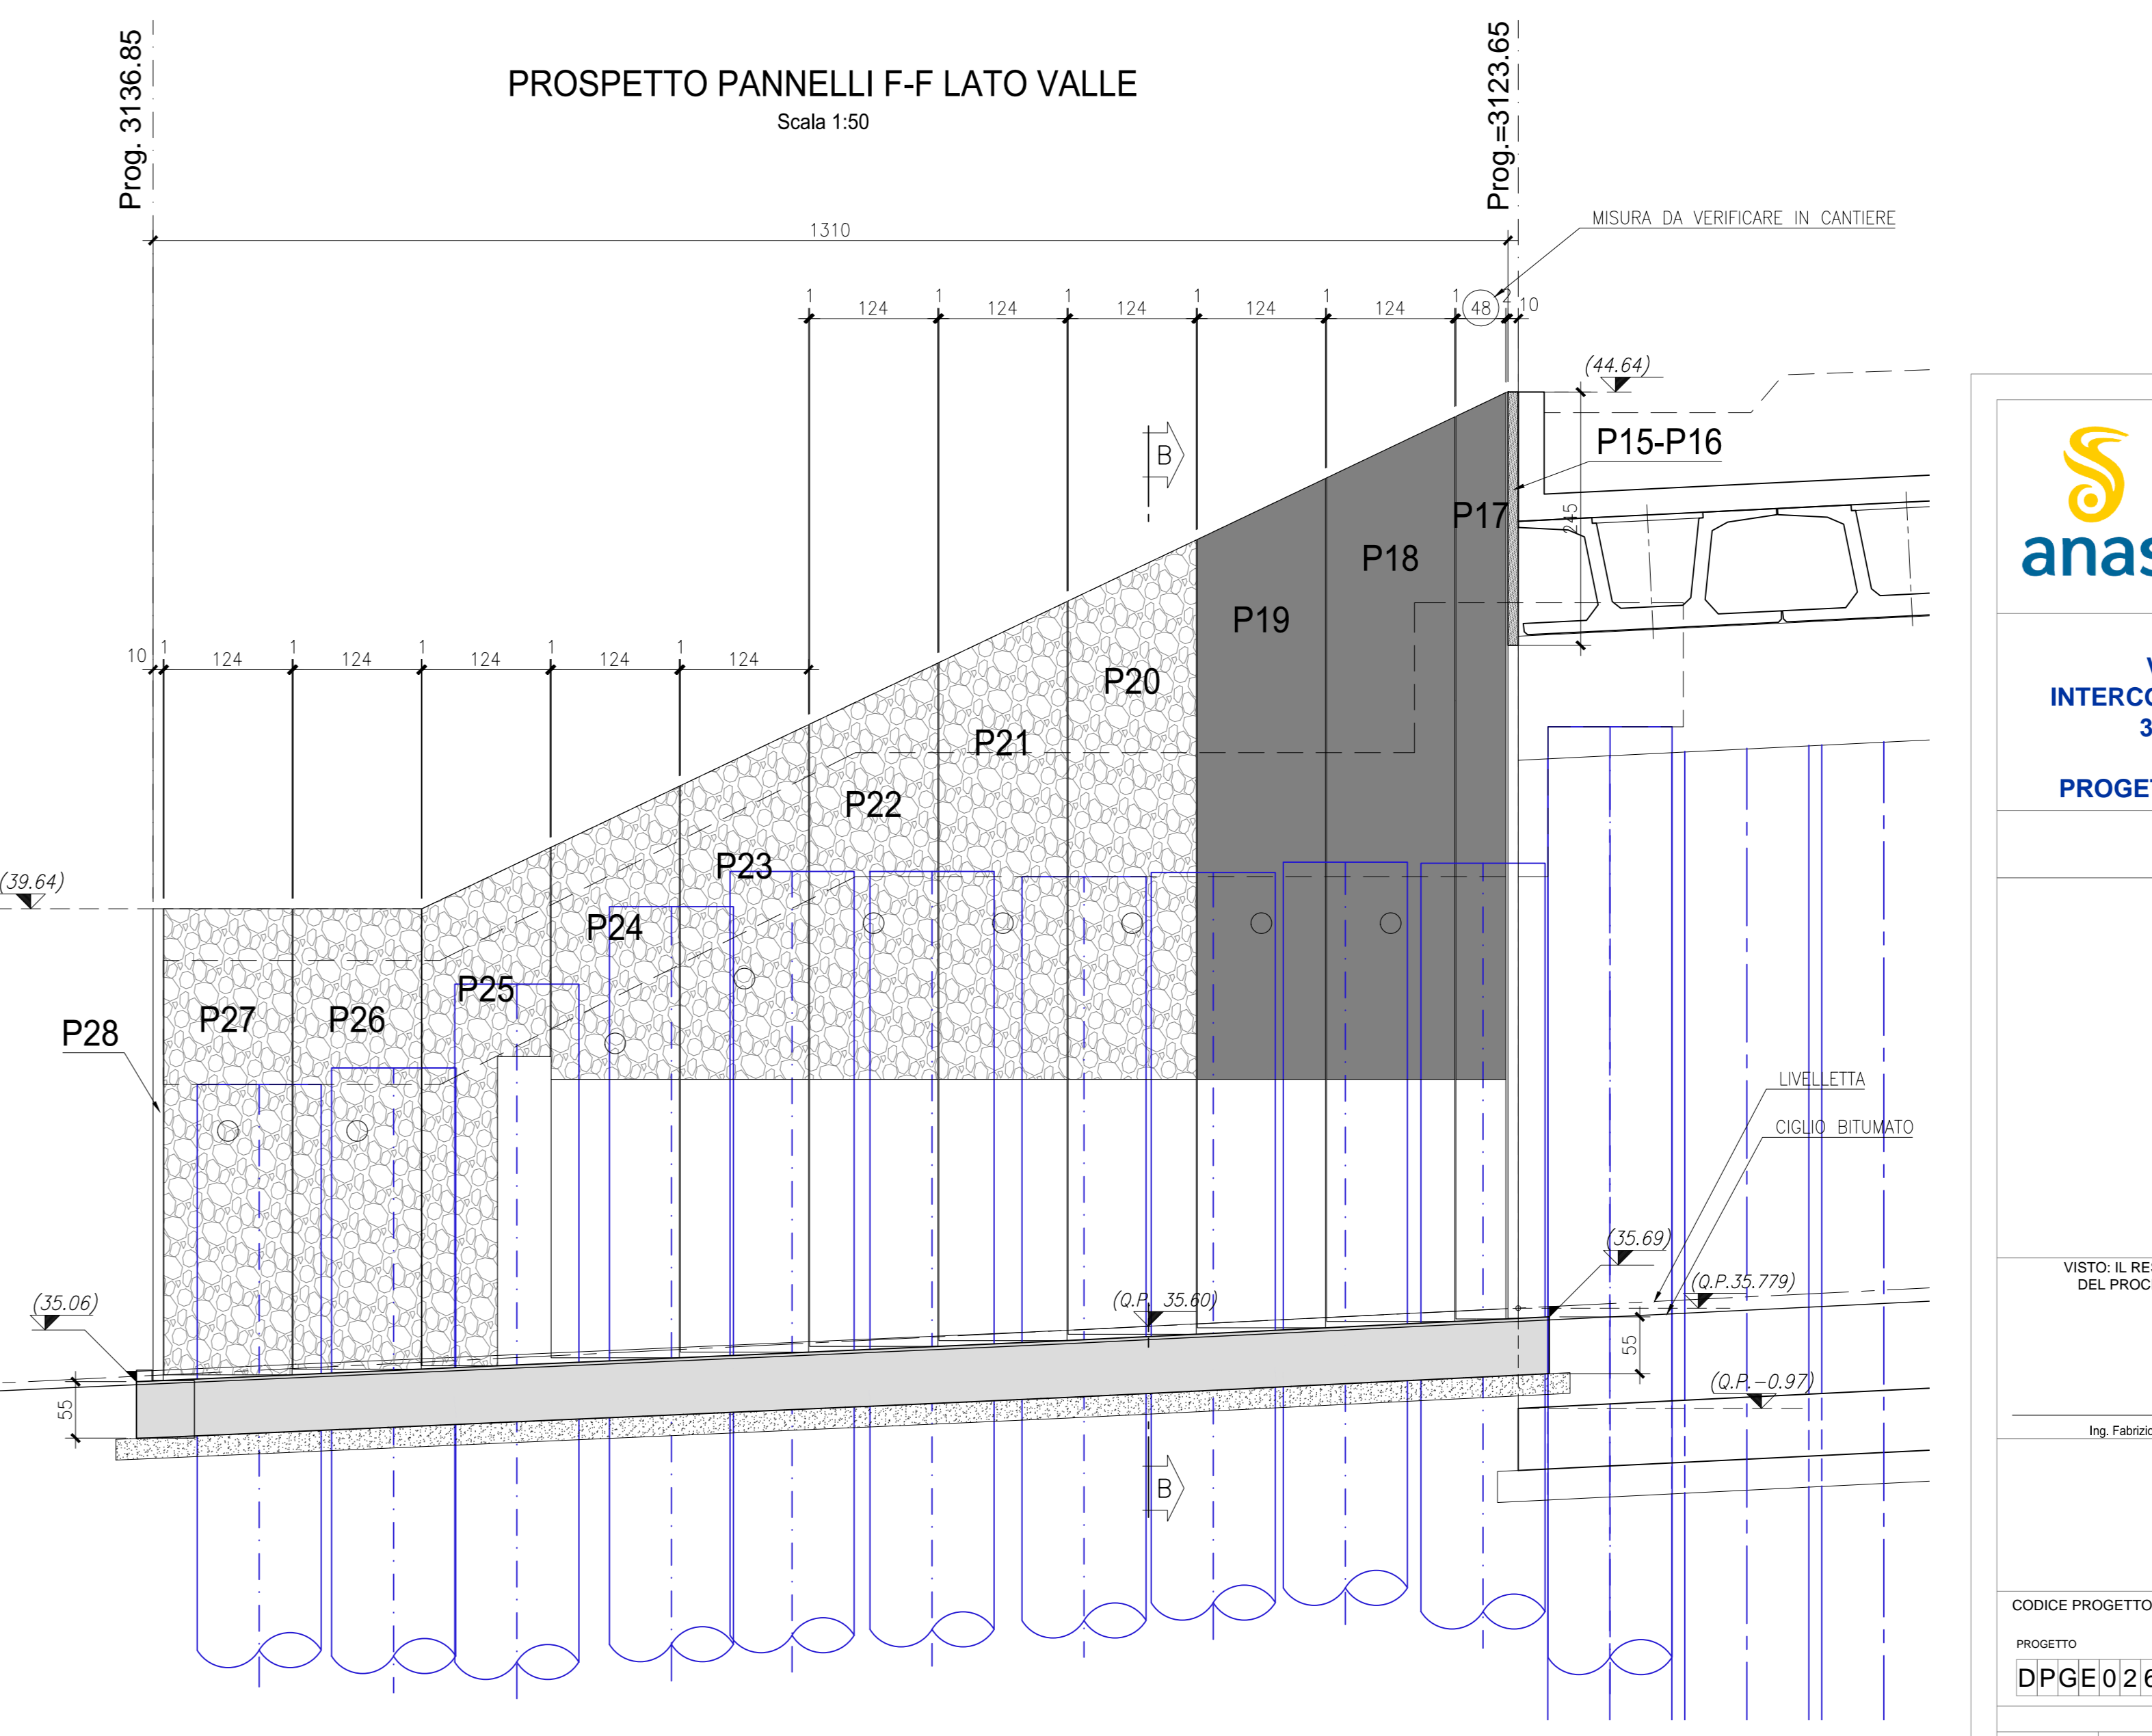 Prog. 3136.85
PROSPETTO PANNELLI F-F LATO VALLE
Scala 1:50
Prog.=3123.65
MISURA DA VERIFICARE IN CANTIERE
1310
1 124 1 124 1 124 1 124 1 124 1 48 2 10
(44.64)
P15-P16
245
B
P17
P18
P19
P20
P21
P22
P23
P24
P25
P26
P27
P28
10 1 124 1 124 1 124 1 124 1 124
(39.64)
LIVELLETTA
CIGLIO BITUMATO
(35.69)
(Q.P.35.779)
(Q.P. 35.60)
(35.06)
55
55
(Q.P.-0.97)
B
anas
INTERCO
3
PROGET
VISTO: IL RES
DEL PROC
Ing. Fabrizio
CODICE PROGETTO
PROGETTO
DPGE026